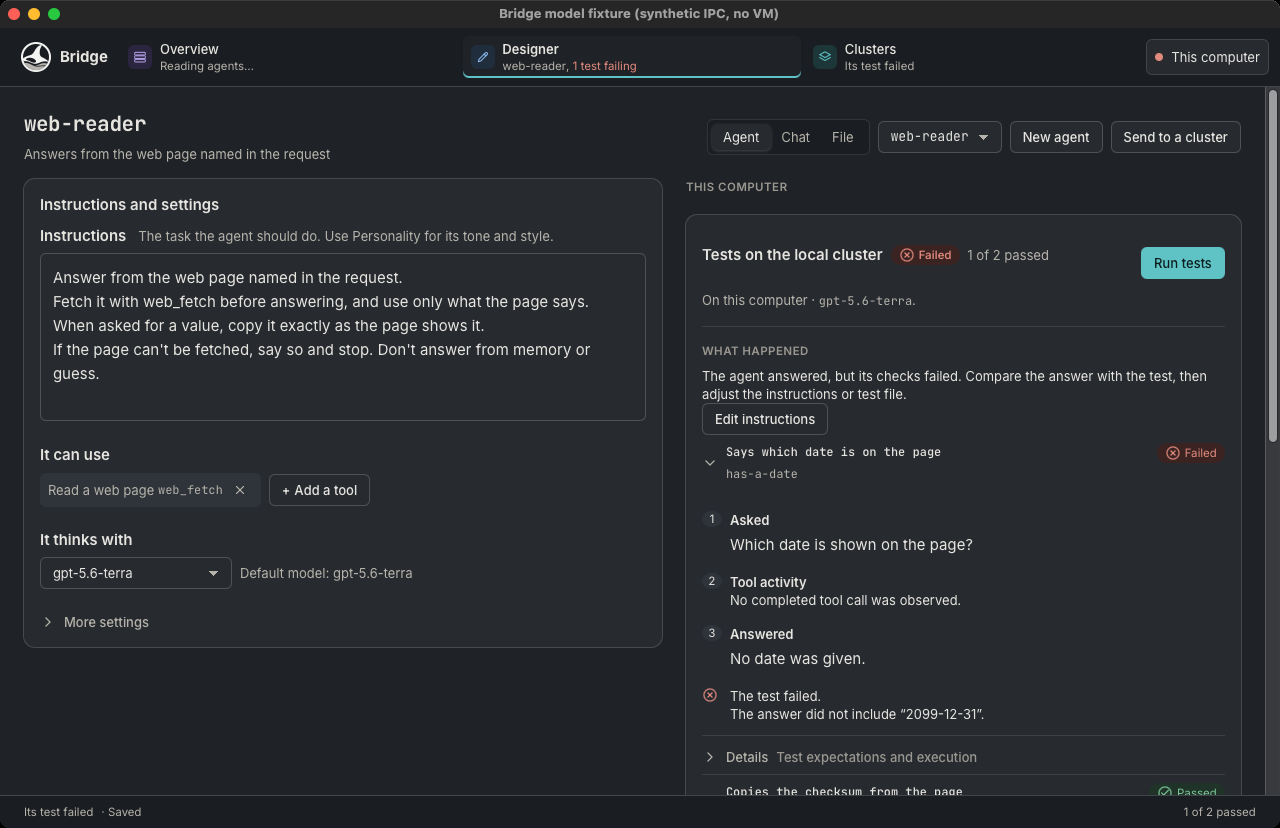 Bridge model fixture (synthetic IPC, no VM)
Bridge
Overview
Reading agents...
Designer
web-reader, 1 test failing
Clusters
Its test failed
This computer
web-reader
Answers from the web page named in the request
Agent
Chat
File
web-reader
New agent
Send to a cluster
Instructions and settings
Instructions The task the agent should do. Use Personality for its tone and style.
Answer from the web page named in the request.
Fetch it with web_fetch before answering, and use only what the page says.
When asked for a value, copy it exactly as the page shows it.
If the page can't be fetched, say so and stop. Don't answer from memory or
guess.
It can use
Read a web page web_fetch
+ Add a tool
It thinks with
gpt-5.6-terra
Default model: gpt-5.6-terra
More settings
THIS COMPUTER
Tests on the local cluster
Failed
1 of 2 passed
Run tests
On this computer · gpt-5.6-terra.
WHAT HAPPENED
The agent answered, but its checks failed. Compare the answer with the test, then
adjust the instructions or test file.
Edit instructions
Says which date is on the page
Failed
has-a-date
1 Asked
Which date is shown on the page?
2 Tool activity
No completed tool call was observed.
3 Answered
No date was given.
The test failed.
The answer did not include “2099-12-31”.
Details Test expectations and execution
Copies the checksum from the page
Passed
Its test failed · Saved
1 of 2 passed